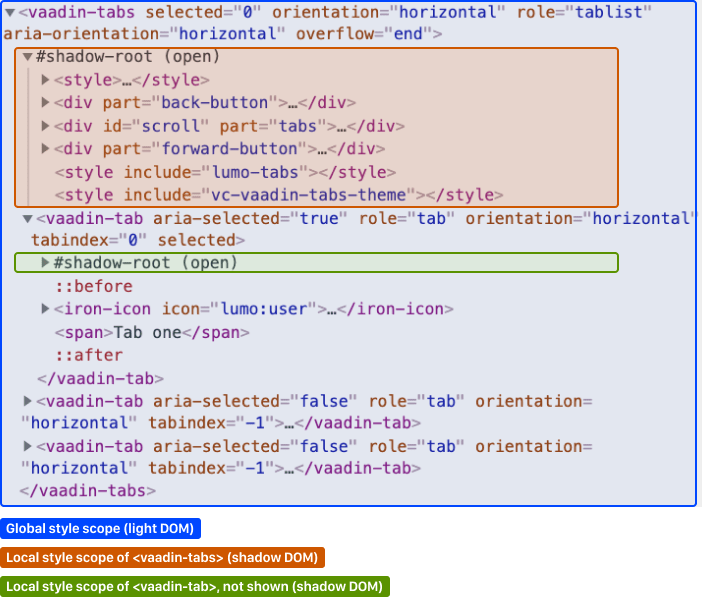 ▼<vaadin-tabs selected="0" orientation="horizontal" role="tablist"
aria-orientation="horizontal" overflow="end">
▼#shadow-root (open)
▶<style>…</style>
▶<div part="back-button">…</div>
▶<div id="scroll" part="tabs">…</div>
▶<div part="forward-button">…</div>
<style include="lumo-tabs"></style>
<style include="vc-vaadin-tabs-theme"></style>
▼<vaadin-tab aria-selected="true" role="tab" orientation="horizontal"
tabindex="0" selected>
▶#shadow-root (open)
::before
▶<iron-icon icon="lumo:user">…</iron-icon>
<span>Tab one</span>
::after
</vaadin-tab>
▶<vaadin-tab aria-selected="false" role="tab" orientation=
"horizontal" tabindex="-1">…</vaadin-tab>
▶<vaadin-tab aria-selected="false" role="tab" orientation=
"horizontal" tabindex="-1">…</vaadin-tab>
</vaadin-tabs>
Global style scope (light DOM)
Local style scope of <vaadin-tabs> (shadow DOM)
Local style scope of <vaadin-tab>, not shown (shadow DOM)